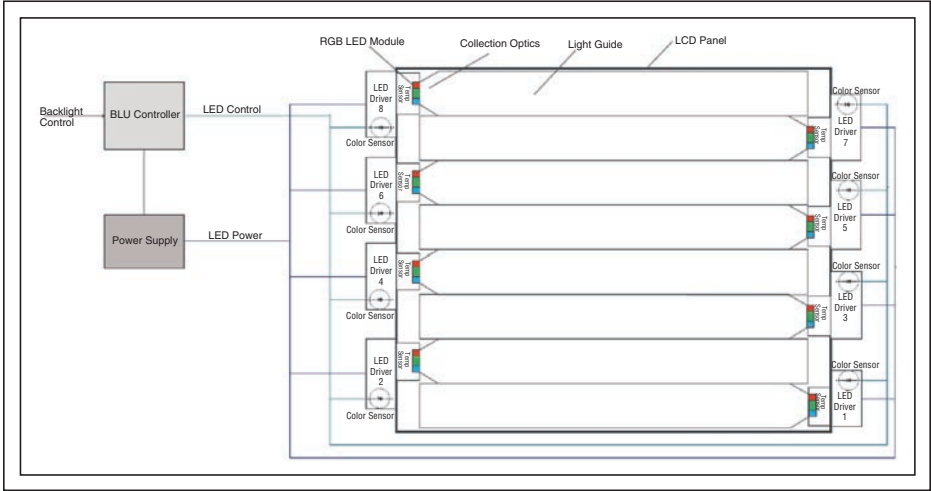 RGB LED Module
Collection Optics
Light Guide
LCD Panel
Backlight
Control
BLU Controller
LED Control
Power Supply
LED Power
LED
Driver
8
Temp
Sensor
Color Sensor
LED
Driver
6
Temp
Sensor
Color Sensor
LED
Driver
4
Temp
Sensor
Color Sensor
LED
Driver
2
Temp
Sensor
Color Sensor
Color Sensor
LED
Driver
7
Temp
Sensor
Color Sensor
LED
Driver
5
Temp
Sensor
Color Sensor
LED
Driver
3
Temp
Sensor
Color Sensor
LED
Driver
1
Temp
Sensor